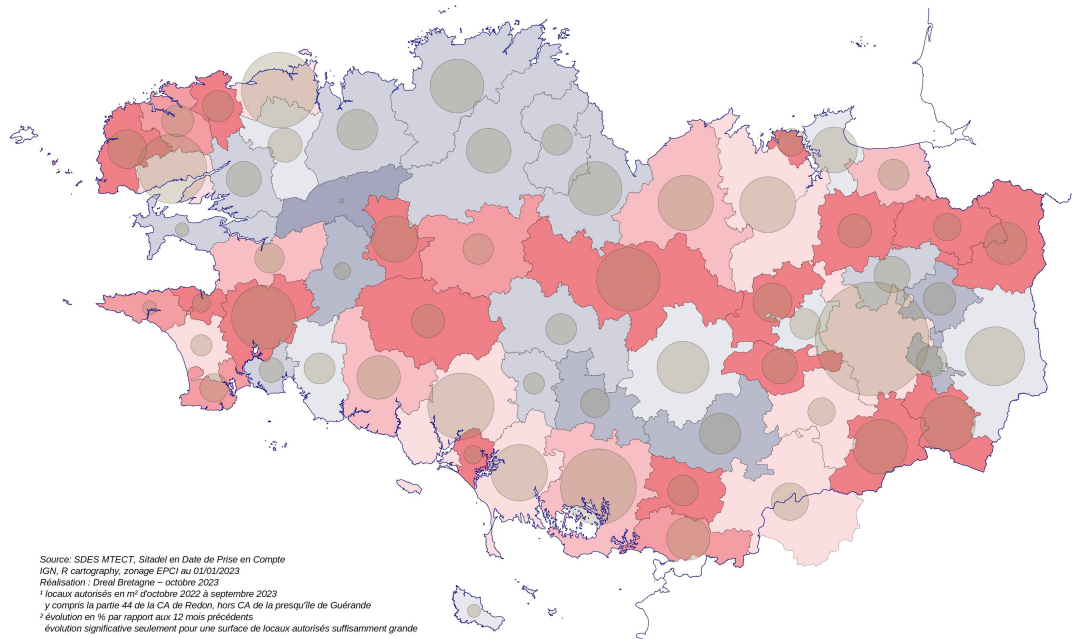 Source: SDES MTECT, Sitadel en Date de Prise en Compte
IGN, R cartography, zonage EPCI au 01/01/2023
Réalisation : Dreal Bretagne − octobre 2023
¹ locaux autorisés en m² d'octobre 2022 à septembre 2023
y compris la partie 44 de la CA de Redon, hors CA de la presqu'île de Guérande
² évolution en % par rapport aux 12 mois précédents
évolution significative seulement pour une surface de locaux autorisés suffisamment grande